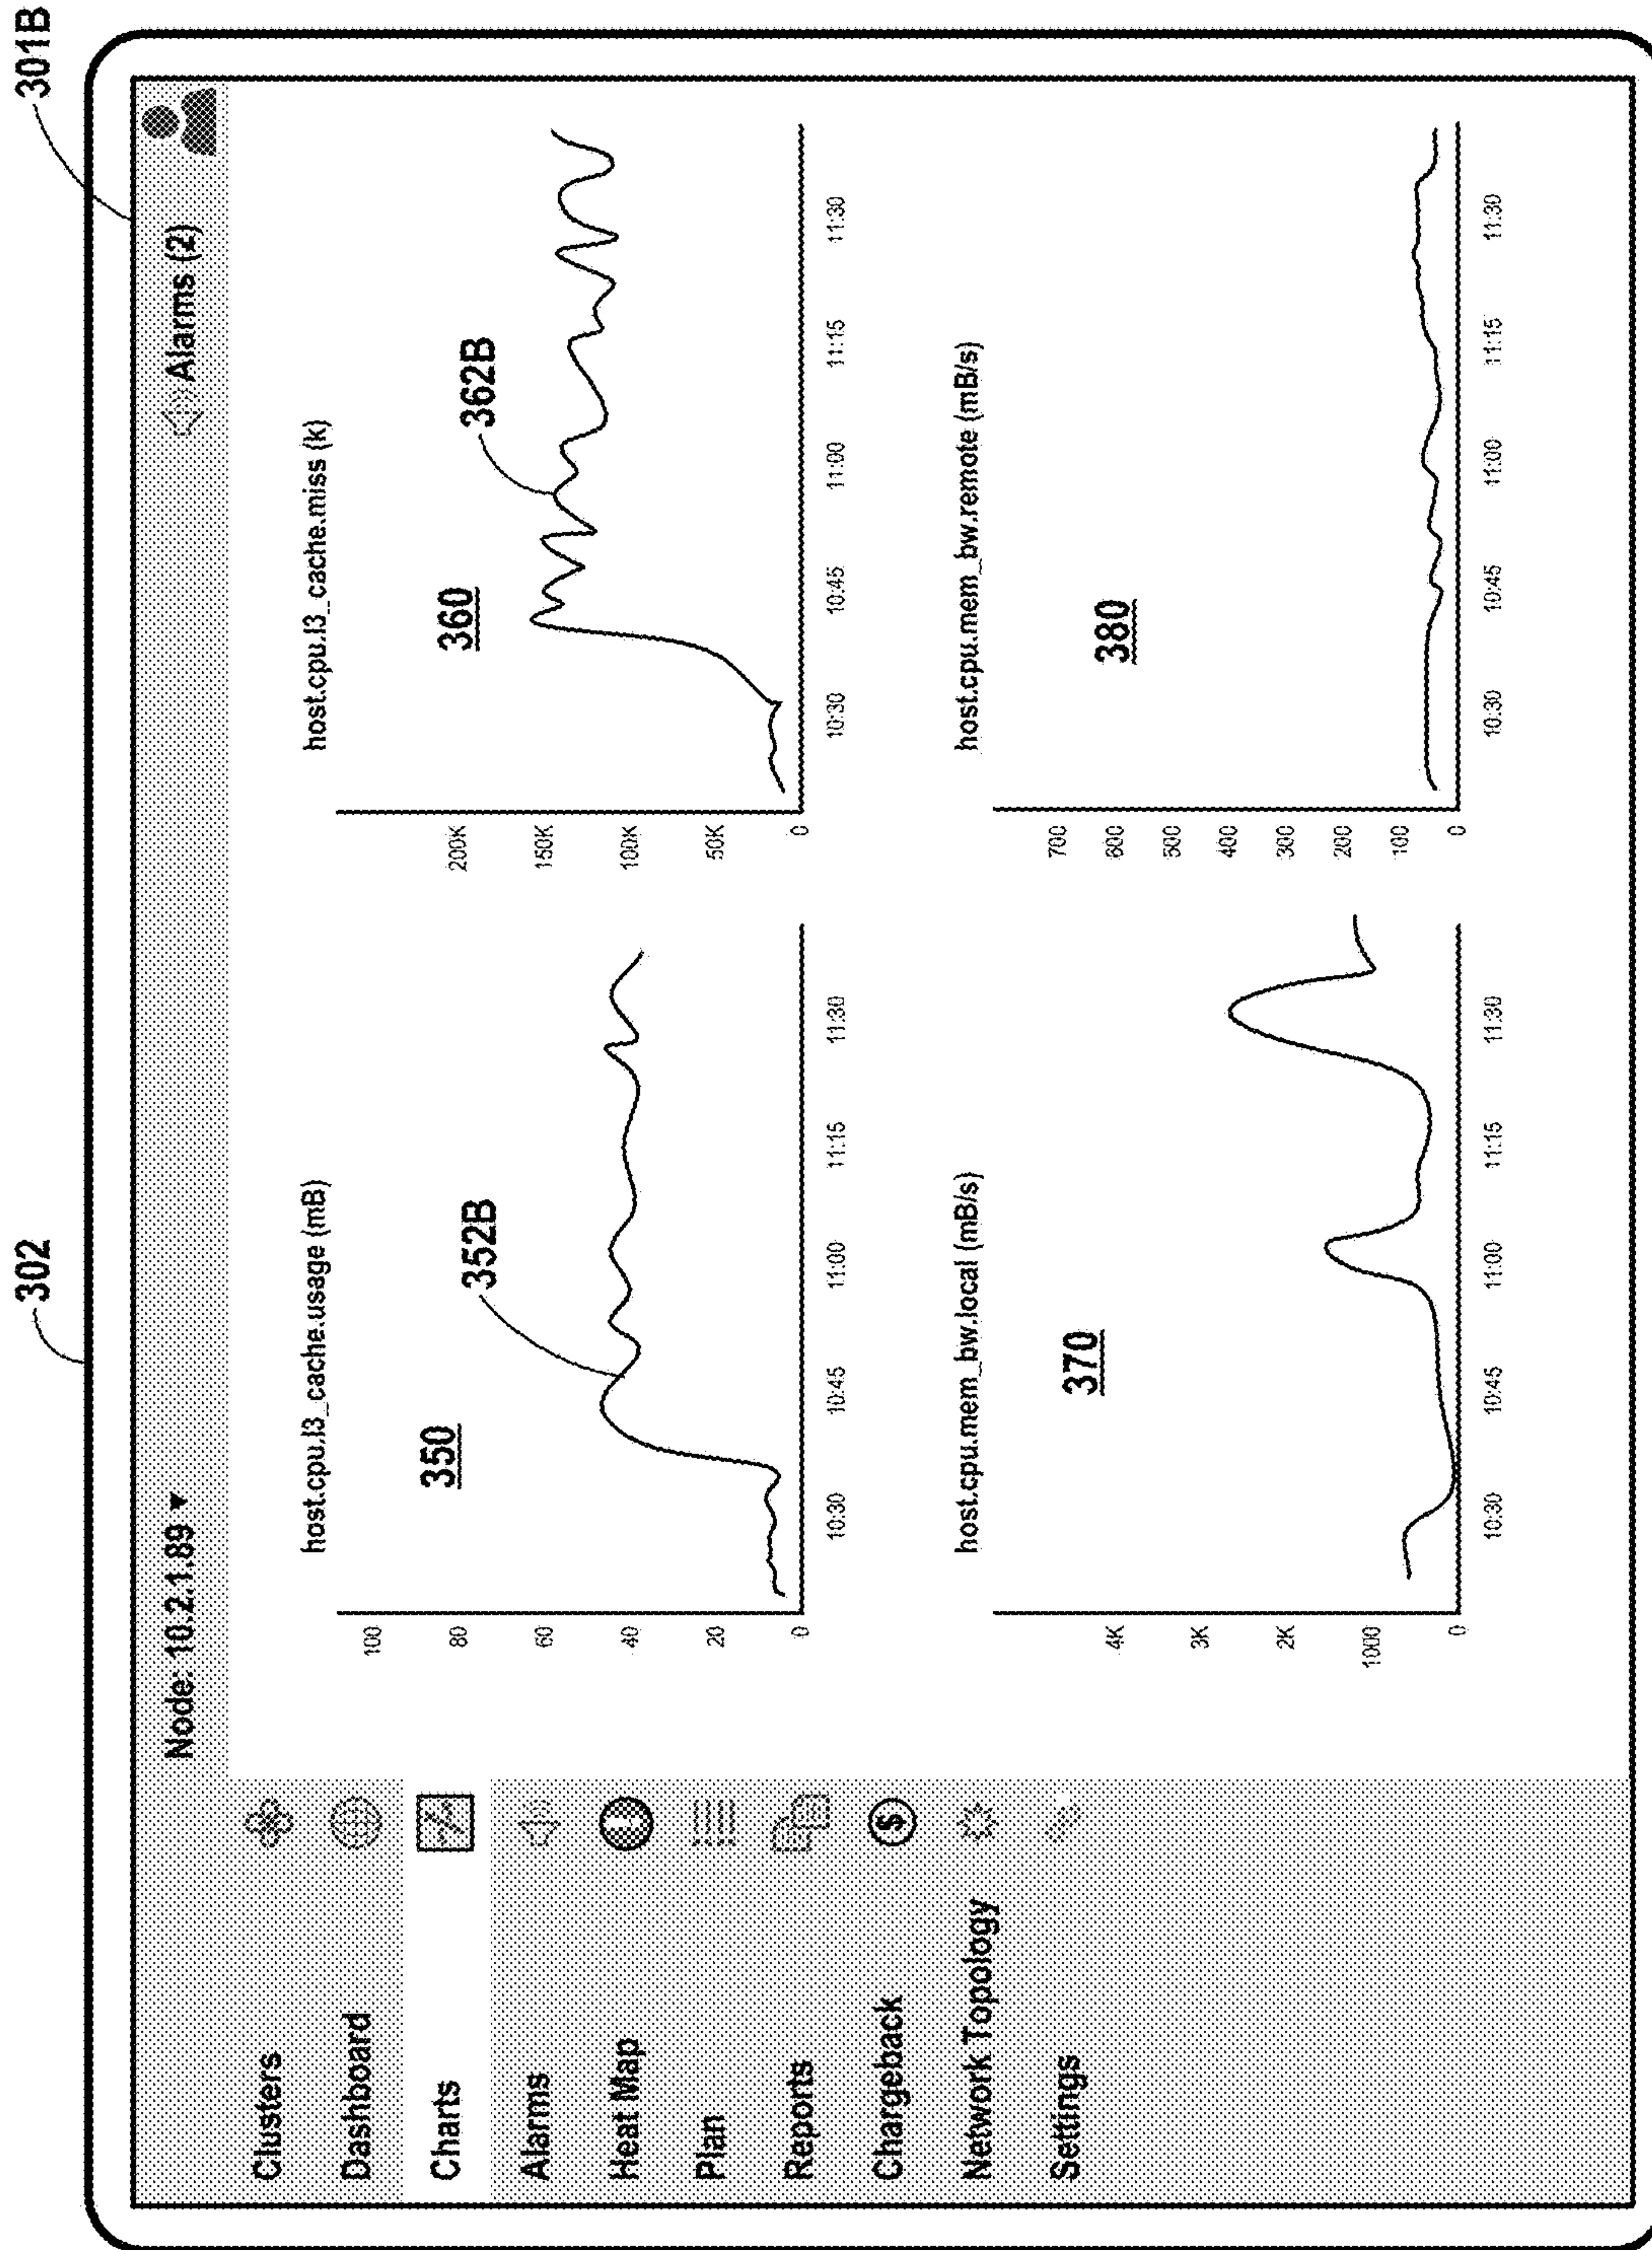 302
301B
Node: 10.2.1.89
Alarms (2)
Clusters
Dashboard
Charts
Alarms
Heat Map
Plan
Reports
$
Chargeback
Network Topology
Settings
host.cpu.l3_cache.usage (mB)
350
352B
100
80
60
40
20
0
10:30
10:45
11:00
11:15
11:30
host.cpu.l3_cache.miss (k)
360
362B
200K
150K
100K
50K
0
10:30
10:45
11:00
11:15
11:30
host.cpu.mem_bw.local (mB/s)
370
4K
3K
2K
1000
0
10:30
10:45
11:00
11:15
11:30
host.cpu.mem_bw.remote (mB/s)
380
700
600
500
400
300
200
100
0
10:30
10:45
11:00
11:15
11:30